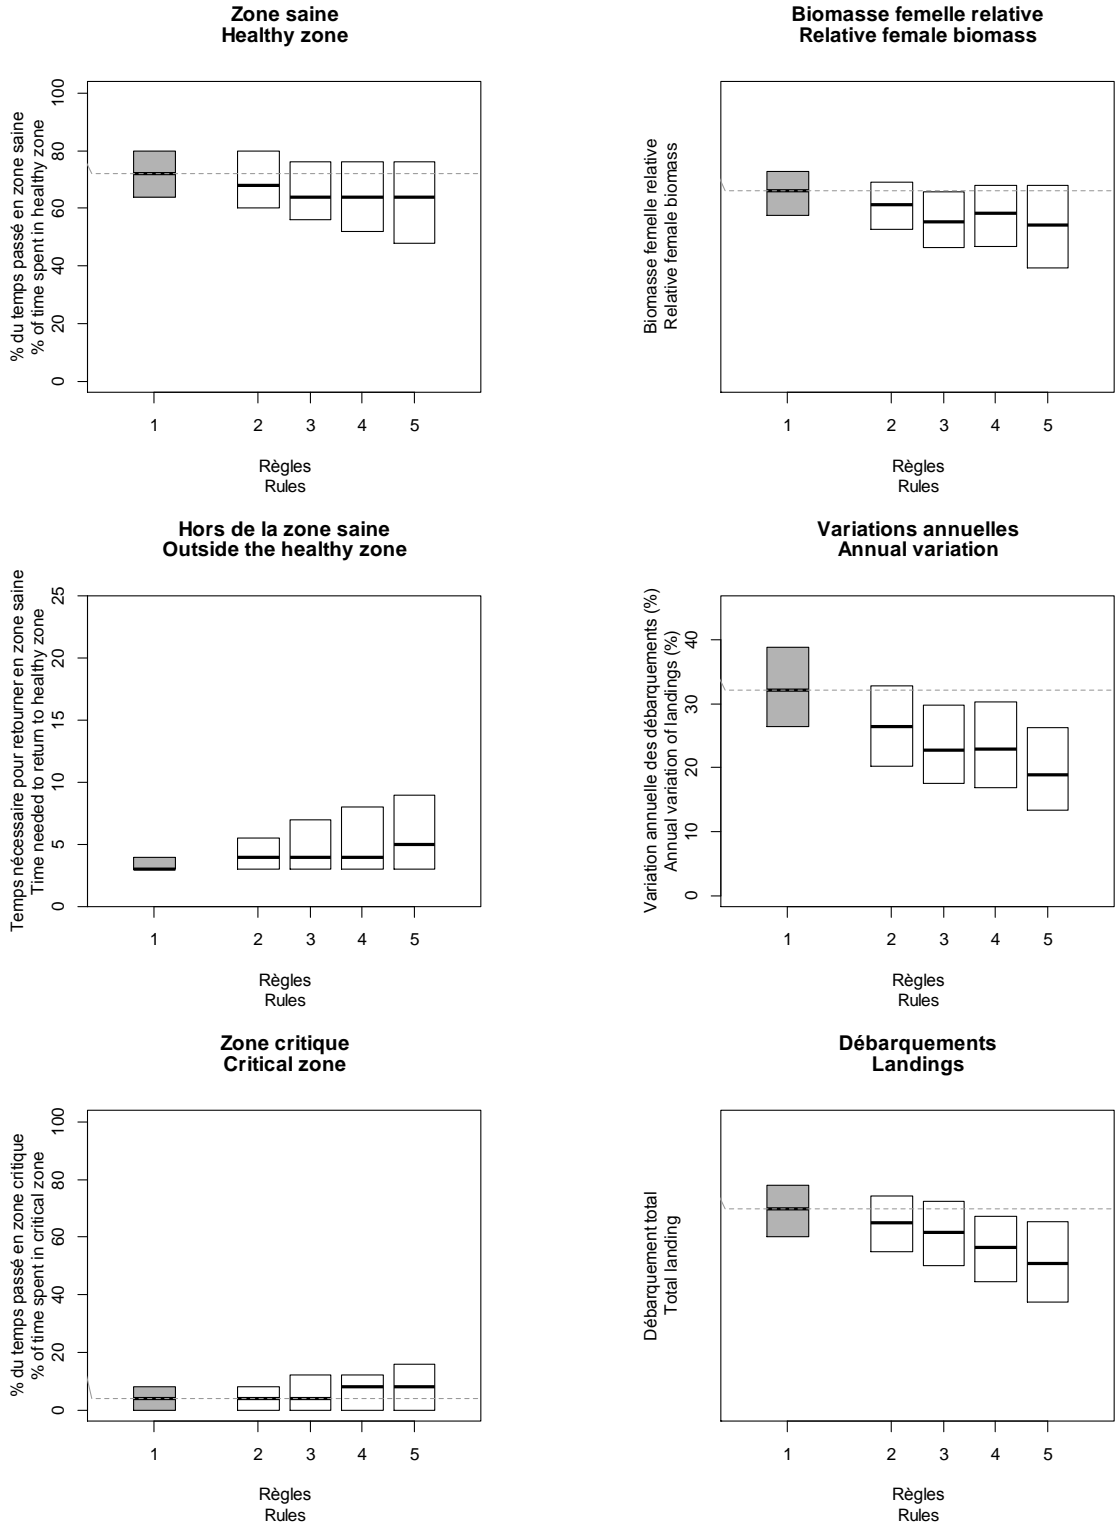 Zone saine
Healthy zone
% du temps passé en zone saine
% of time spent in healthy zone
100
80
60
40
20
0
1 2 3 4 5
Règles
Rules
Biomasse femelle relative
Relative female biomass
Biomasse femelle relative
Relative female biomass
1 2 3 4 5
Règles
Rules
Hors de la zone saine
Outside the healthy zone
Temps nécessaire pour retourner en zone saine
Time needed to return to healthy zone
25
20
15
10
5
0
1 2 3 4 5
Règles
Rules
Variations annuelles
Annual variation
Variation annuelle des débarquements (%)
Annual variation of landings (%)
40
30
20
10
0
1 2 3 4 5
Règles
Rules
Zone critique
Critical zone
% du temps passé en zone critique
% of time spent in critical zone
100
80
60
40
20
0
1 2 3 4 5
Règles
Rules
Débarquements
Landings
Débarquement total
Total landing
1 2 3 4 5
Règles
Rules